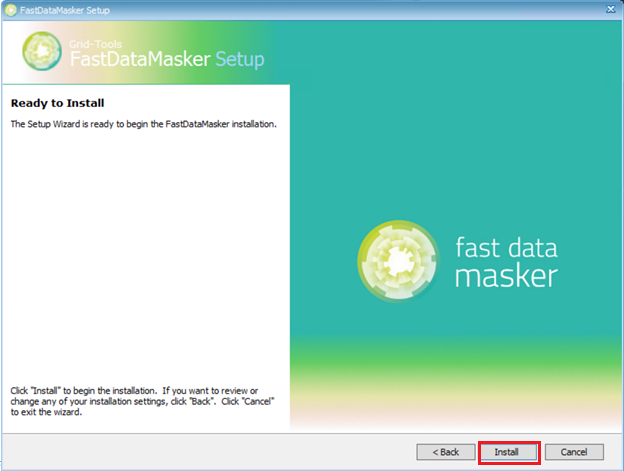 FastDataMasker Setup
Grid-Tools
FastDataMasker Setup
Ready to Install
The Setup Wizard is ready to begin the FastDataMasker installation.
fast data
masker
Click "Install" to begin the installation. If you want to review or
change any of your installation settings, click "Back". Click "Cancel"
to exit the wizard.
< Back Install Cancel